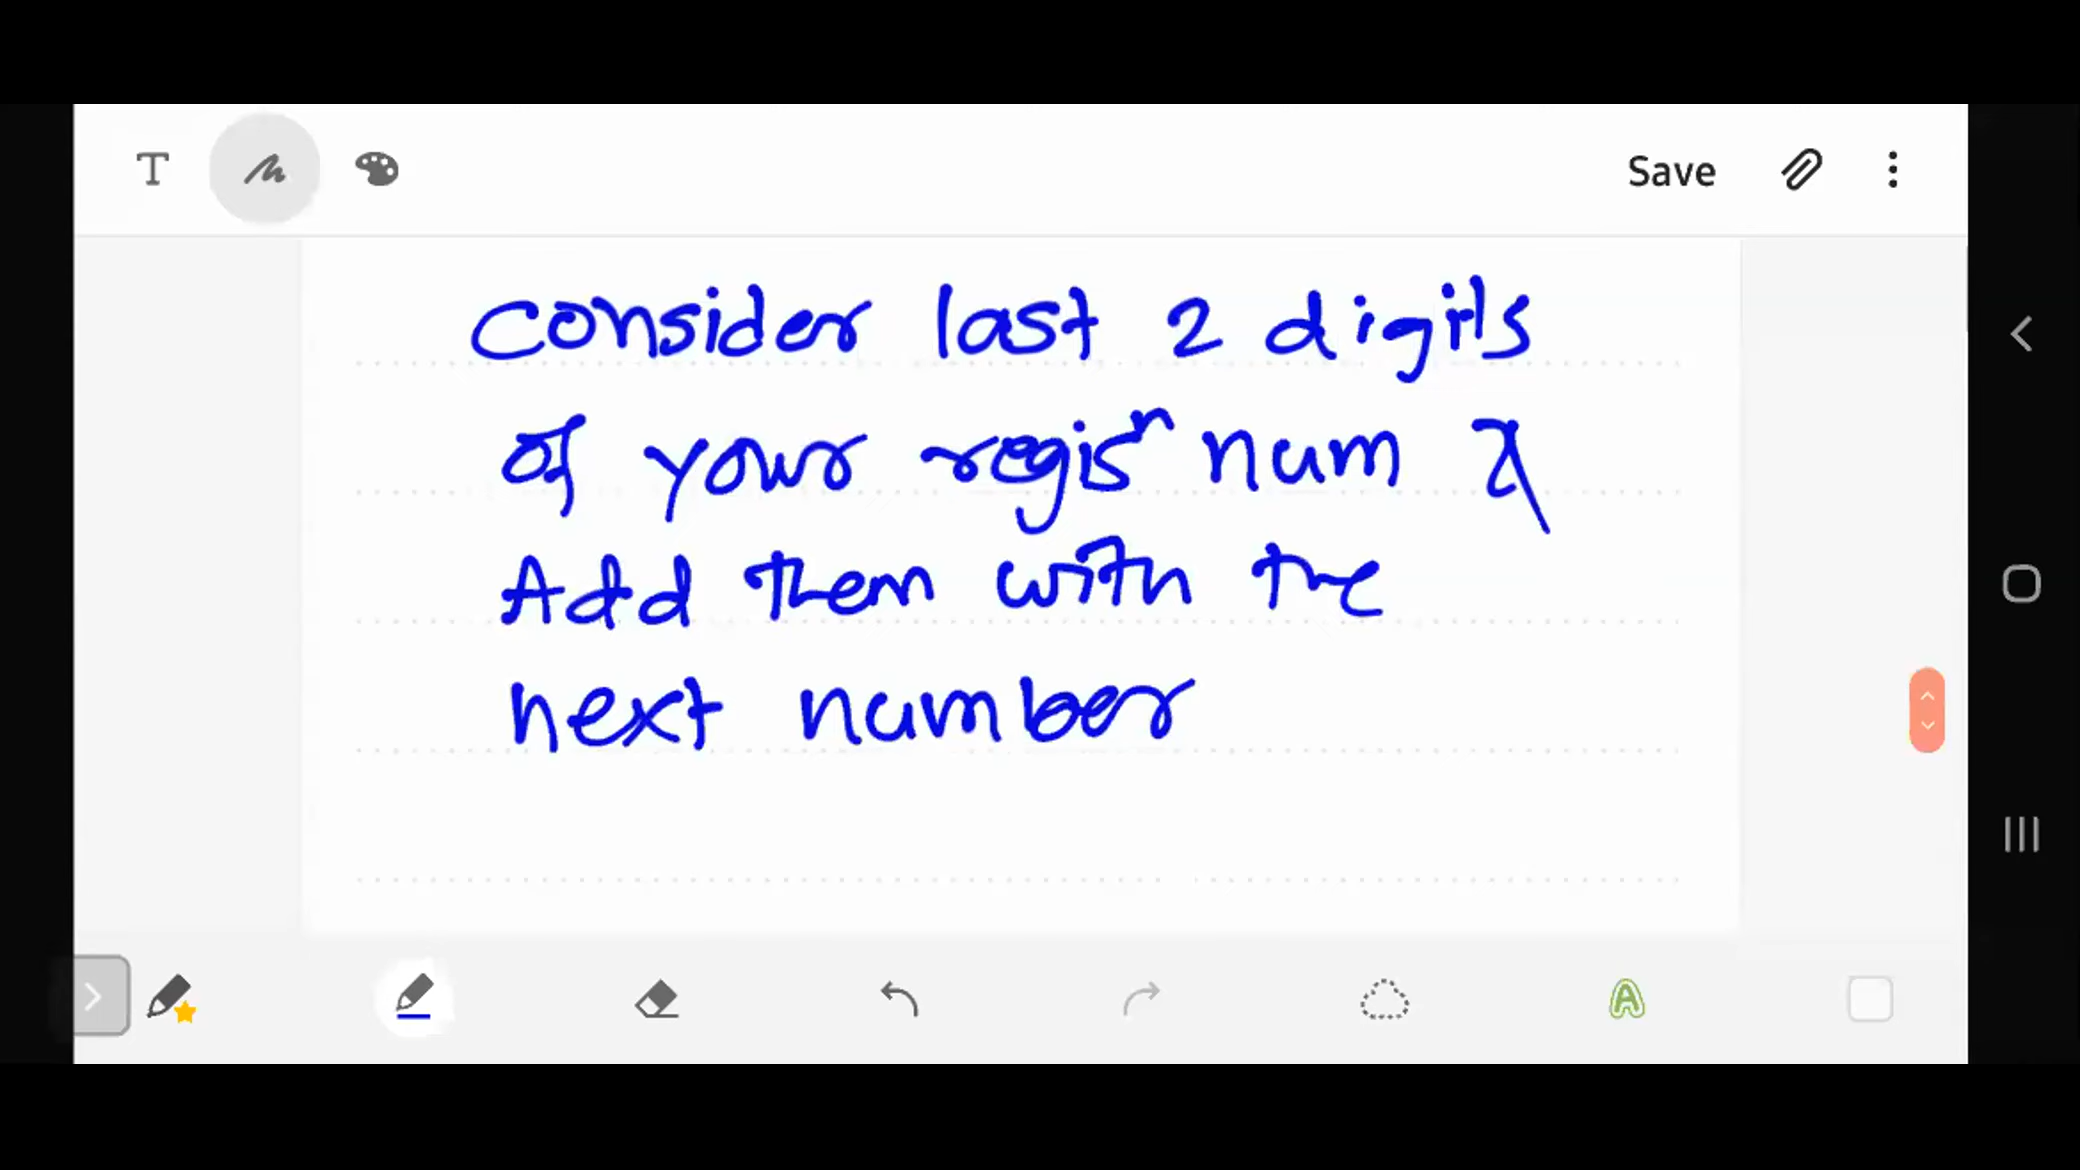 Save
Consider last 2 digits
of your regisⁿ num &
Add them with the
next number